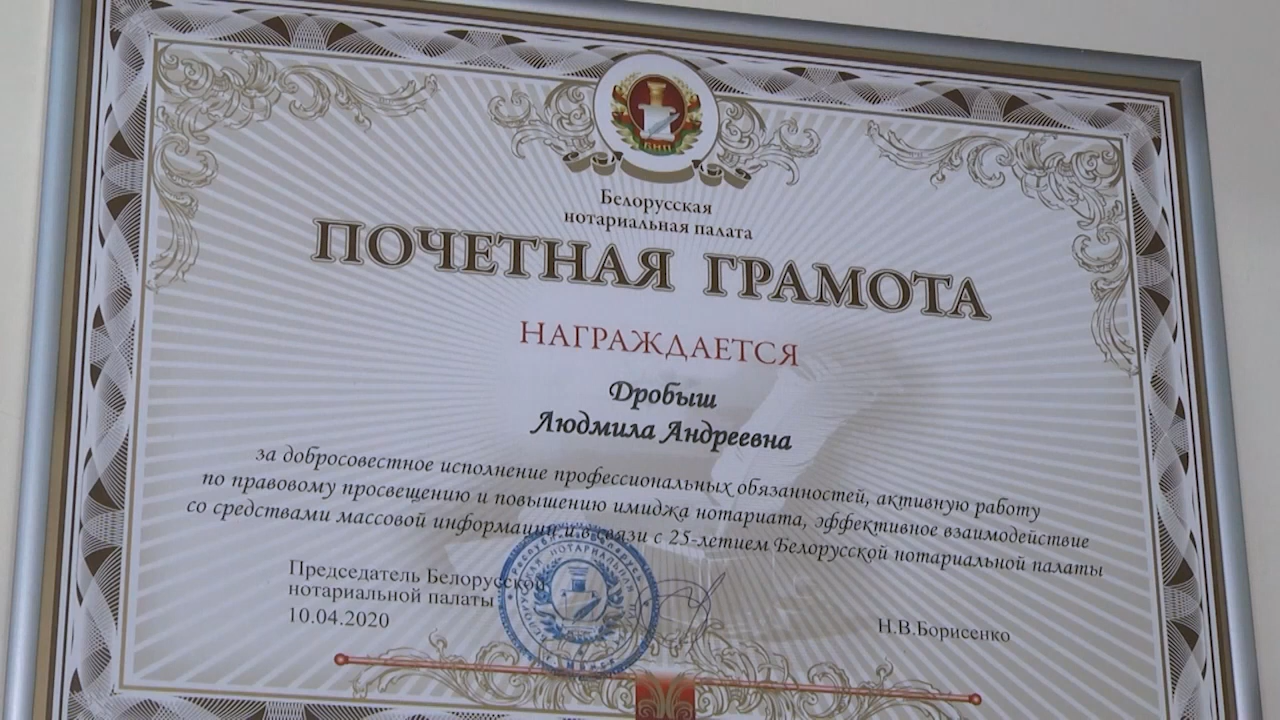 БНП
Белорусская
нотариальная палата
ПОЧЕТНАЯ ГРАМОТА
НАГРАЖДАЕТСЯ
Дробыш
Людмила Андреевна
за добросовестное исполнение профессиональных обязанностей, активную работу
по правовому просвещению и повышению имиджа нотариата, эффективное взаимодействие
со средствами массовой информации и в связи с 25-летием Белорусской нотариальной палаты
Председатель Белорусской
нотариальной палаты
10.04.2020
Н.В.Борисенко